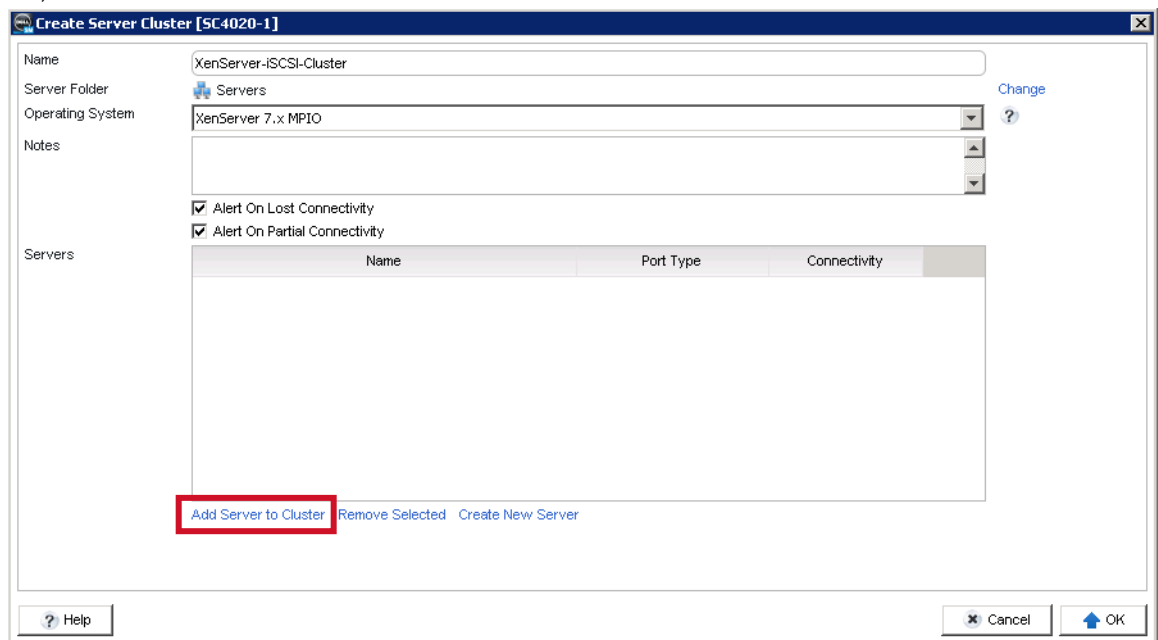 Create Server Cluster [SC4020-1]
Name
XenServer-iSCSI-Cluster
Server Folder
Servers
Change
Operating System
XenServer 7.x MPIO
?
Notes
Alert On Lost Connectivity
Alert On Partial Connectivity
Servers
Name Port Type Connectivity
Add Server to Cluster Remove Selected Create New Server
? Help
Cancel
OK